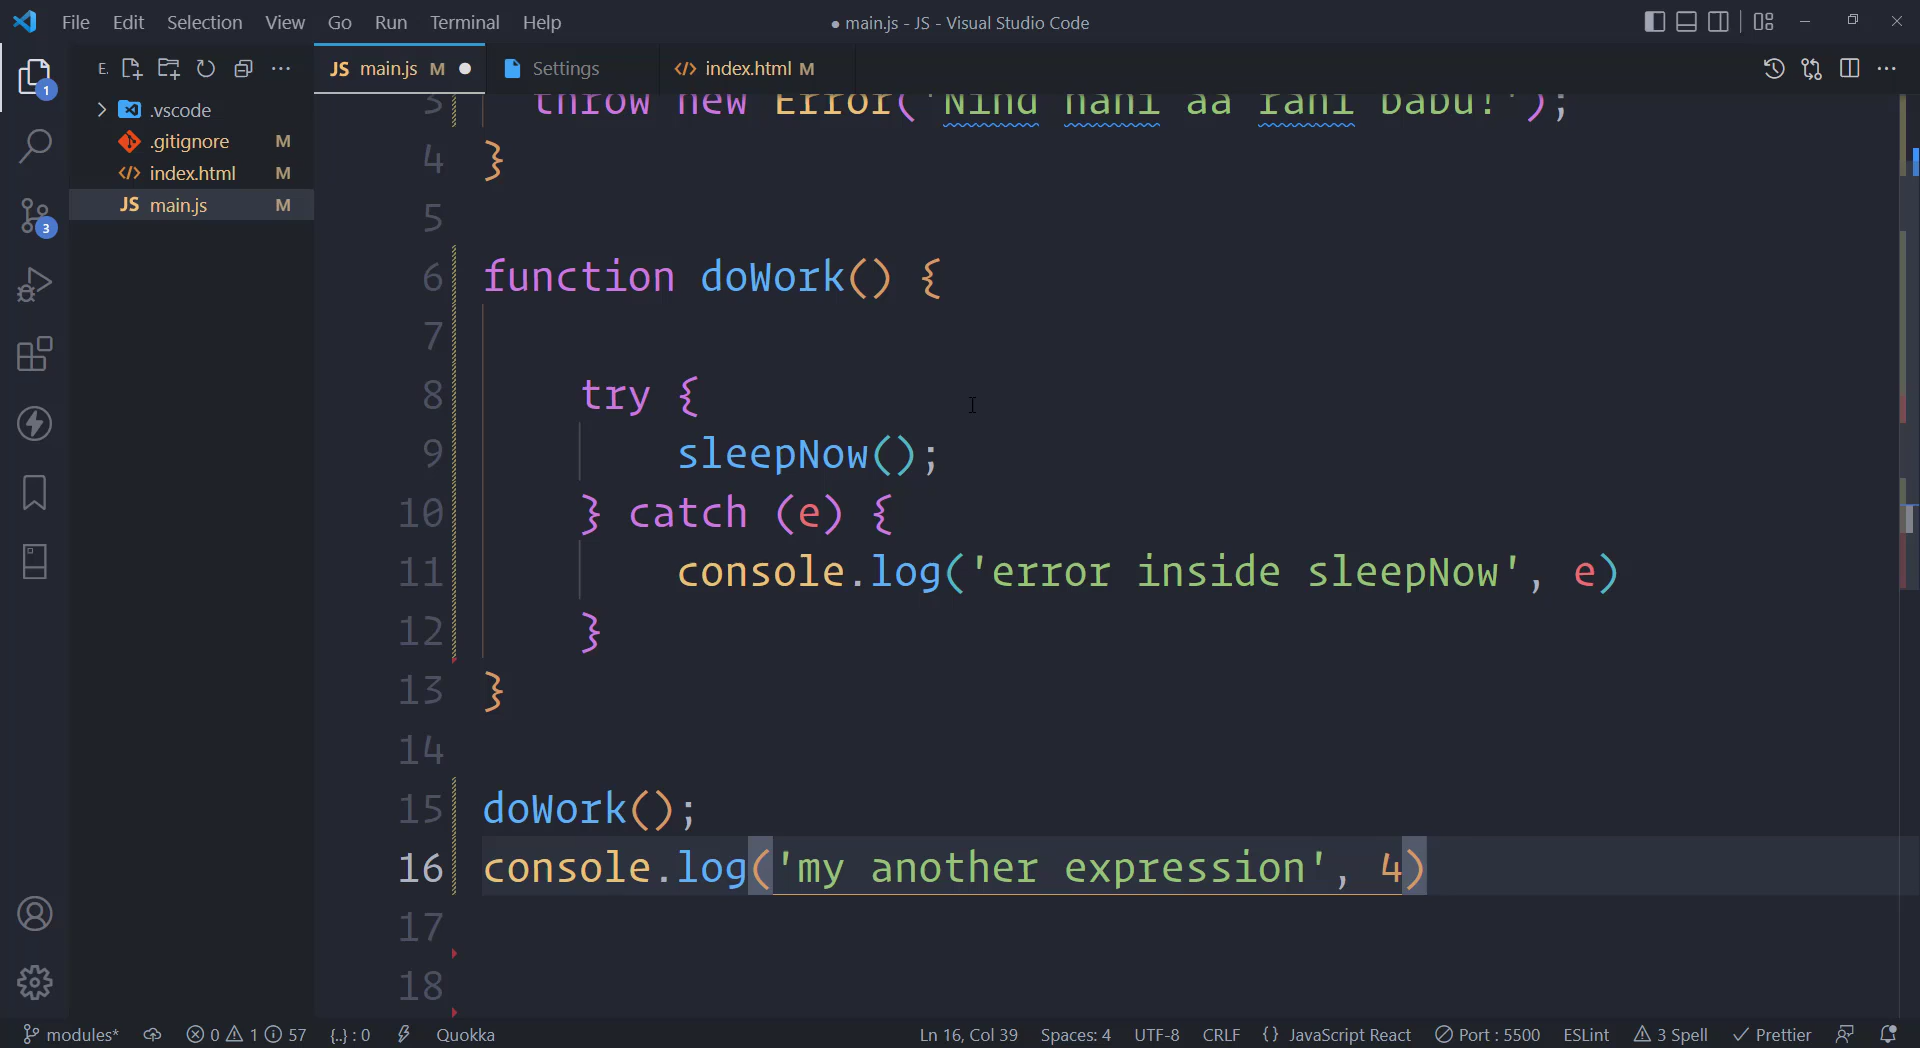 File Edit Selection View Go Run Terminal Help
● main.js - JS - Visual Studio Code
E.
JS main.js M ●
Settings
</> index.html M
.vscode
.gitignore M
</> index.html M
JS main.js M
1
3
3 throw new Error('Nind nahi aa rahi babu!');
4 }
5
6 function doWork() {
7
8 try {
9 sleepNow();
10 } catch (e) {
11 console.log('error inside sleepNow', e)
12 }
13 }
14
15 doWork();
16 console.log('my another expression', 4)
17
18
modules* 0 1 57 {..} : 0 Quokka Ln 16, Col 39 Spaces: 4 UTF-8 CRLF {} JavaScript React Port : 5500 ESLint 3 Spell Prettier